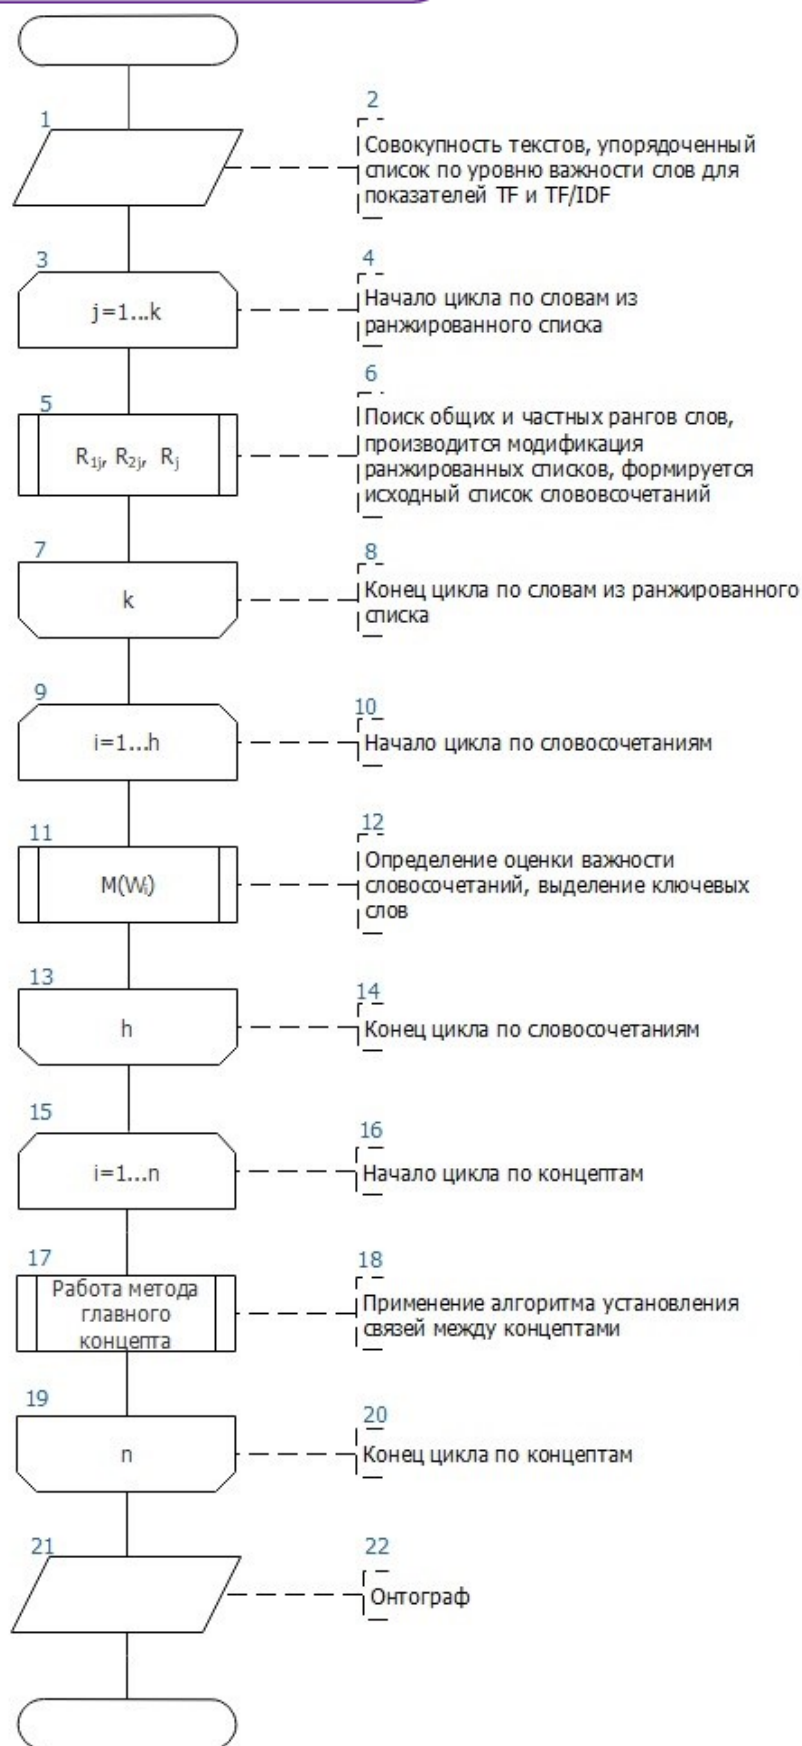 1
2
Совокупность текстов, упорядоченный
список по уровню важности слов для
показателей TF и TF/IDF
3
j=1...k
4
Начало цикла по словам из
ранжированного списка
5
R1j, R2j, Rj
6
Поиск общих и частных рангов слов,
производится модификация
ранжированных списков, формируется
исходный список слововсочетаний
7
k
8
Конец цикла по словам из ранжированного
списка
9
i=1...h
10
Начало цикла по словосочетаниям
11
M(Wi)
12
Определение оценки важности
словосочетаний, выделение ключевых
слов
13
h
14
Конец цикла по словосочетаниям
15
i=1...n
16
Начало цикла по концептам
17
Работа метода
главного
концепта
18
Применение алгоритма установления
связей между концептами
19
n
20
Конец цикла по концептам
21
22
Онтограф